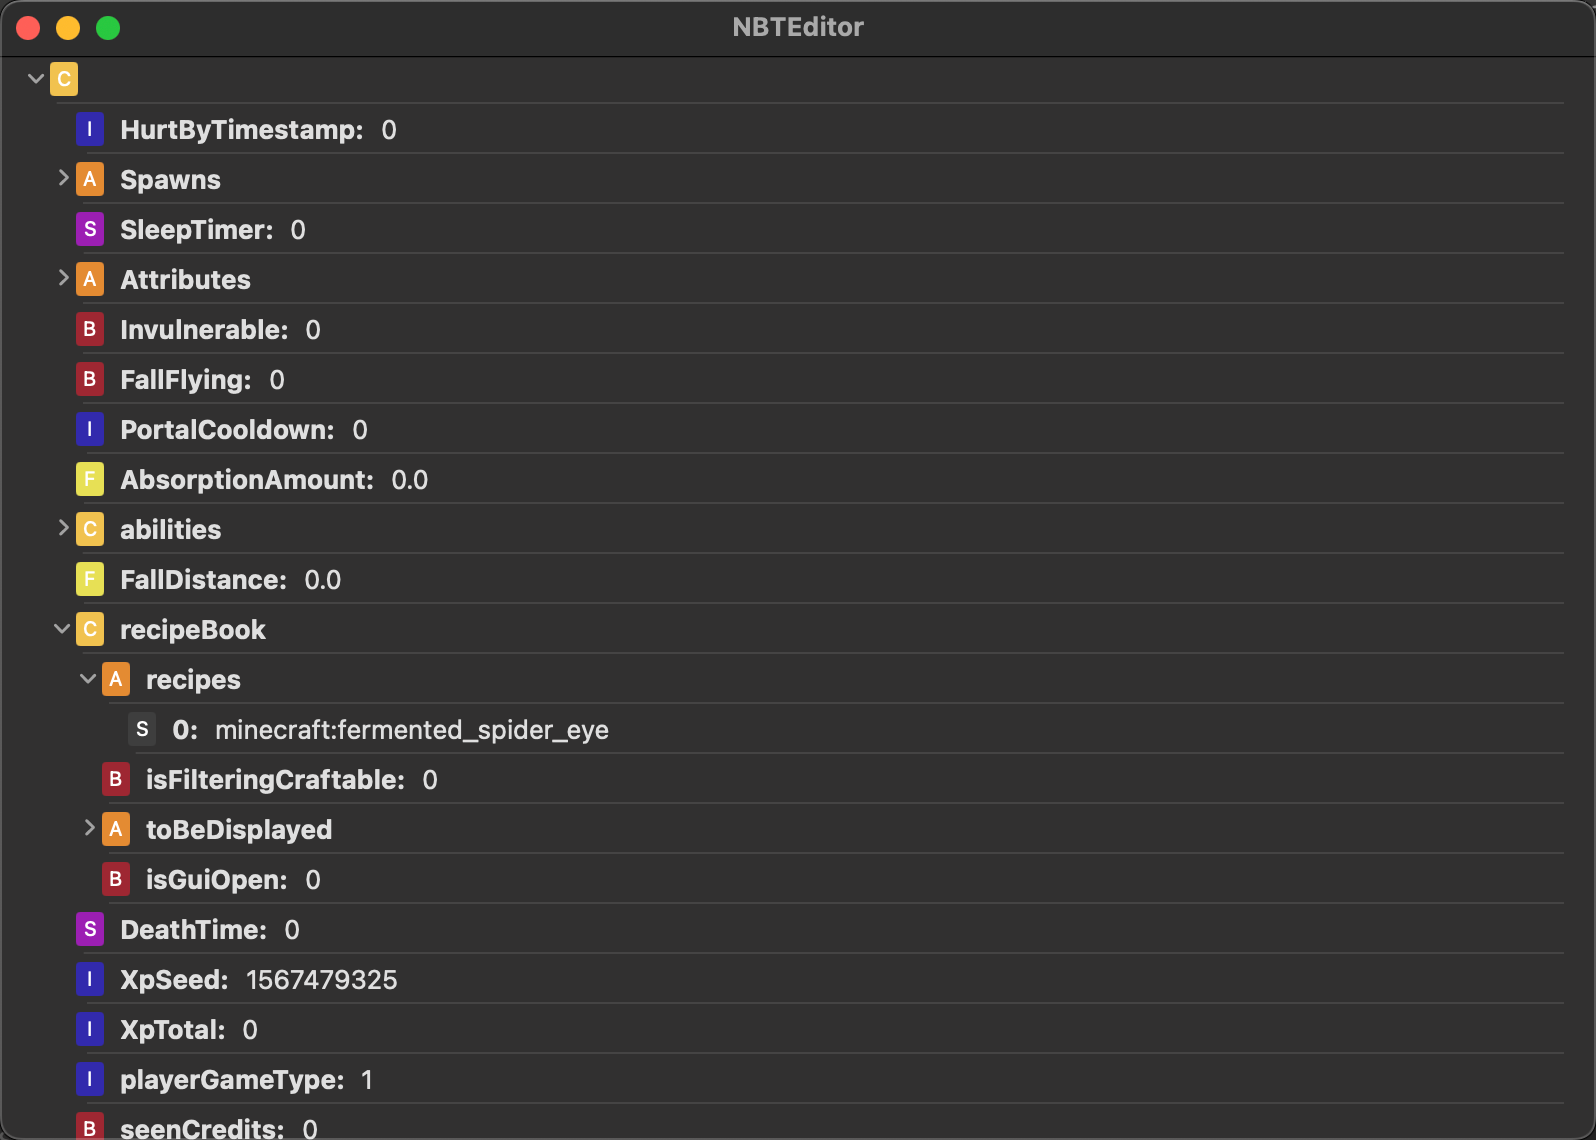 NBTEditor
C
I HurtByTimestamp: 0
A Spawns
S SleepTimer: 0
A Attributes
B Invulnerable: 0
B FallFlying: 0
I PortalCooldown: 0
F AbsorptionAmount: 0.0
C abilities
F FallDistance: 0.0
C recipeBook
A recipes
S 0: minecraft:fermented_spider_eye
B isFilteringCraftable: 0
A toBeDisplayed
B isGuiOpen: 0
S DeathTime: 0
I XpSeed: 1567479325
I XpTotal: 0
I playerGameType: 1
B seenCredits: 0